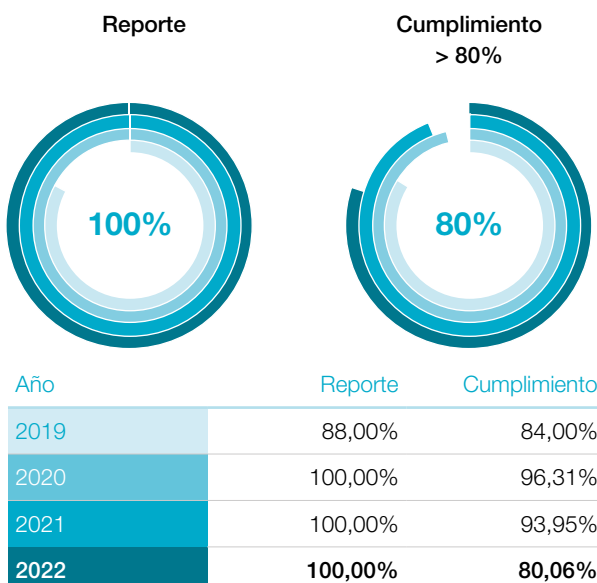 Reporte
Cumplimiento
> 80%
100%
80%
Año Reporte Cumplimiento
2019 88,00% 84,00%
2020 100,00% 96,31%
2021 100,00% 93,95%
2022 100,00% 80,06%